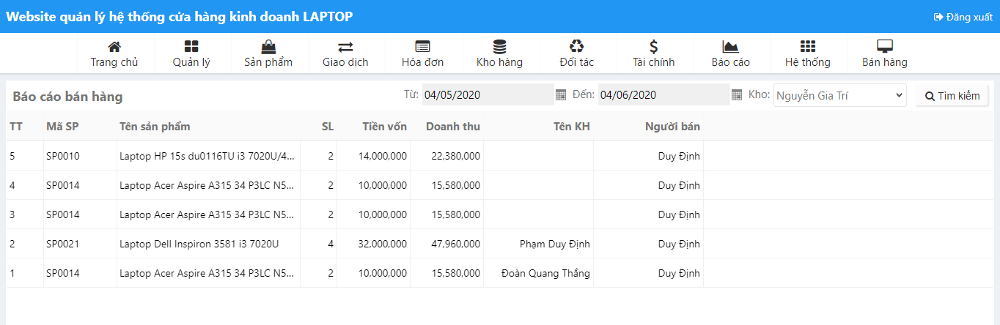 Website quản lý hệ thống cửa hàng kinh doanh LAPTOP Đăng xuất
Trang chủ Quản lý Sản phẩm Giao dịch Hóa đơn Kho hàng Đối tác Tài chính Báo cáo Hệ thống Bán hàng
Báo cáo bán hàng Từ: 04/05/2020 Đến: 04/06/2020 Kho: Nguyễn Gia Trí Tìm kiếm
TT Mã SP Tên sản phẩm SL Tiền vốn Doanh thu Tên KH Người bán
5 SP0010 Laptop HP 15s du0116TU i3 7020U/4... 2 14,000,000 22,380,000 Duy Định
4 SP0014 Laptop Acer Aspire A315 34 P3LC N5... 2 10,000,000 15,580,000 Duy Định
3 SP0014 Laptop Acer Aspire A315 34 P3LC N5... 2 10,000,000 15,580,000 Duy Định
2 SP0021 Laptop Dell Inspiron 3581 i3 7020U 4 32,000,000 47,960,000 Phạm Duy Định Duy Định
1 SP0014 Laptop Acer Aspire A315 34 P3LC N5... 2 10,000,000 15,580,000 Đoàn Quang Thắng Duy Định